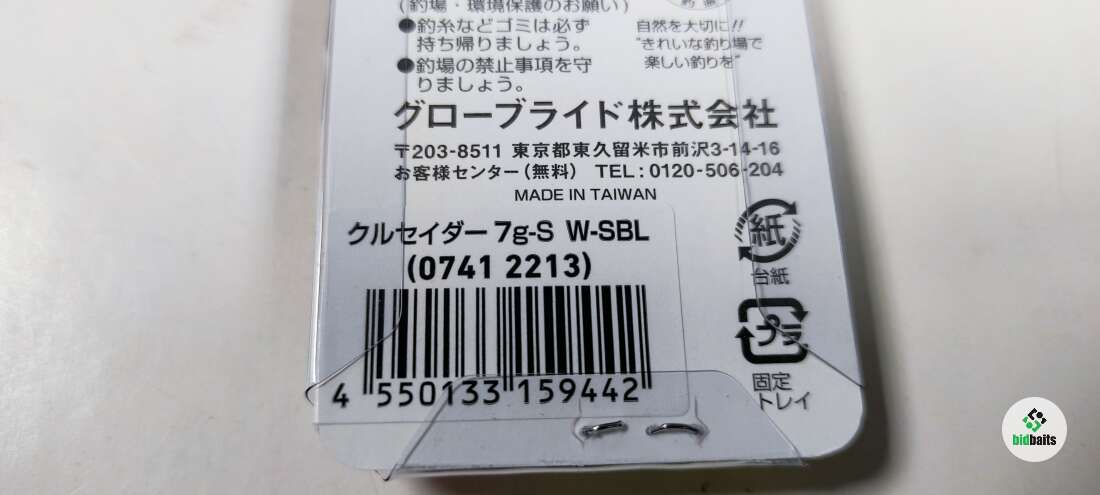 (釣場・環境保護のお願い)
●釣糸などゴミは必ず
持ち帰りましょう。
●釣場の禁止事項を守
りましょう。
自然を大切に!!
"きれいな釣り場で
楽しい釣りを"
グローブライド株式会社
〒203-8511 東京都東久留米市前沢3-14-16
お客様センター(無料) TEL:0120-506-204
MADE IN TAIWAN
クルセイダー 7g-S W-SBL
(0741 2213)
4 550133 159442
紙
台紙
プラ
固定
トレイ
bidbaits